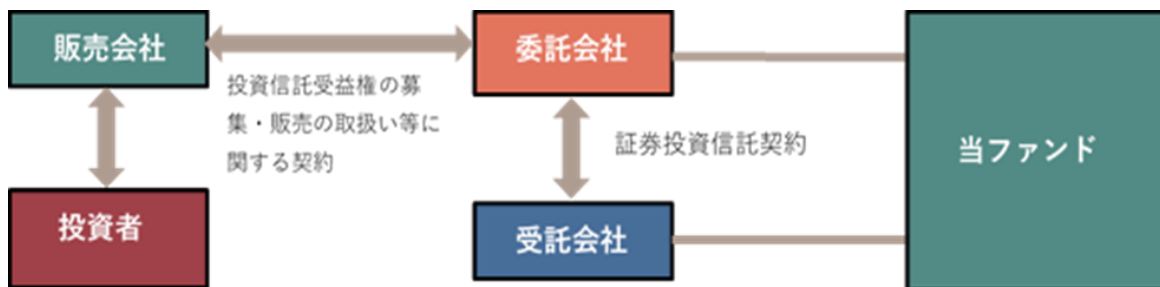 販売会社
委託会社
投資信託受益権の募
集・販売の取扱い等に
関する契約
証券投資信託契約
当ファンド
投資者
受託会社